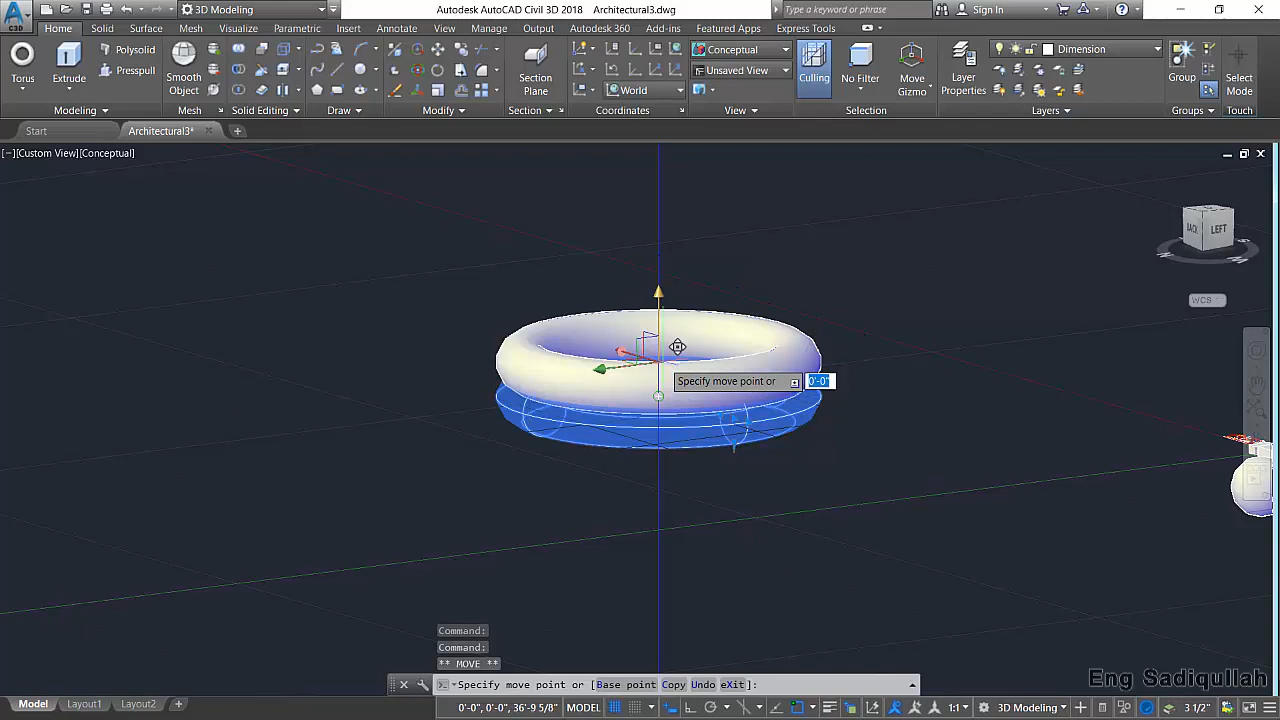 3D Modeling
Autodesk AutoCAD Civil 3D 2018 Architectural3.dwg
Type a keyword or phrase
Sign In
C3D
Home Solid Surface Mesh Visualize Parametric Insert Annotate View Manage Output Autodesk 360 Add-ins Featured Apps Express Tools
Torus
Extrude
Polysolid
Presspull
Smooth
Object
Section
Plane
Conceptual
Unsaved View
World
Culling
No Filter
Move
Gizmo
Layer
Properties
Dimension
Group
Select
Mode
Modeling Mesh Solid Editing Draw Modify Section Coordinates View Selection Layers Groups Touch
Start Architectural3*
[−][Custom View][Conceptual]
BACK LEFT
WCS
Specify move point or 0'-0"
Command:
Command:
** MOVE **
Specify move point or [Base point Copy Undo eXit]:
Eng Sadiqullah
Model Layout1 Layout2
0'-0", 0'-0", 36'-9 5/8" MODEL 1:1 3D Modeling 3 1/2"